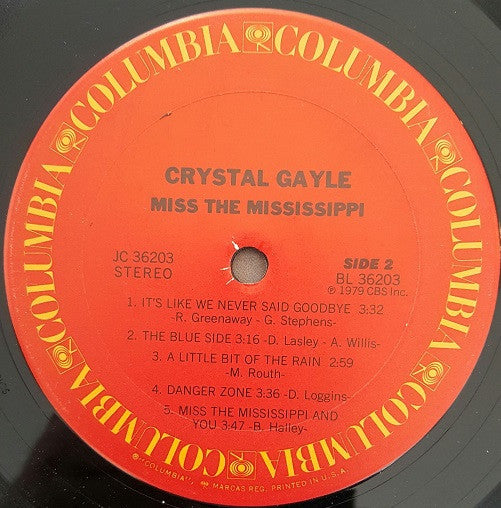 COLUMBIA COLUMBIA COLUMBIA COLUMBIA COLUMBIA COLUMBIA
CRYSTAL GAYLE
MISS THE MISSISSIPPI
JC 36203
STEREO
SIDE 2
BL 36203
℗ 1979 CBS Inc.
1. IT'S LIKE WE NEVER SAID GOODBYE 3:32
-R. Greenaway - G. Stephens-
2. THE BLUE SIDE 3:16 -D. Lasley - A. Willis-
3. A LITTLE BIT OF THE RAIN 2:59
-M. Routh-
4. DANGER ZONE 3:36 -D. Loggins-
5. MISS THE MISSISSIPPI AND
YOU 3:47 -B. Halley-
® "COLUMBIA", MARCAS REG. PRINTED IN U.S.A.